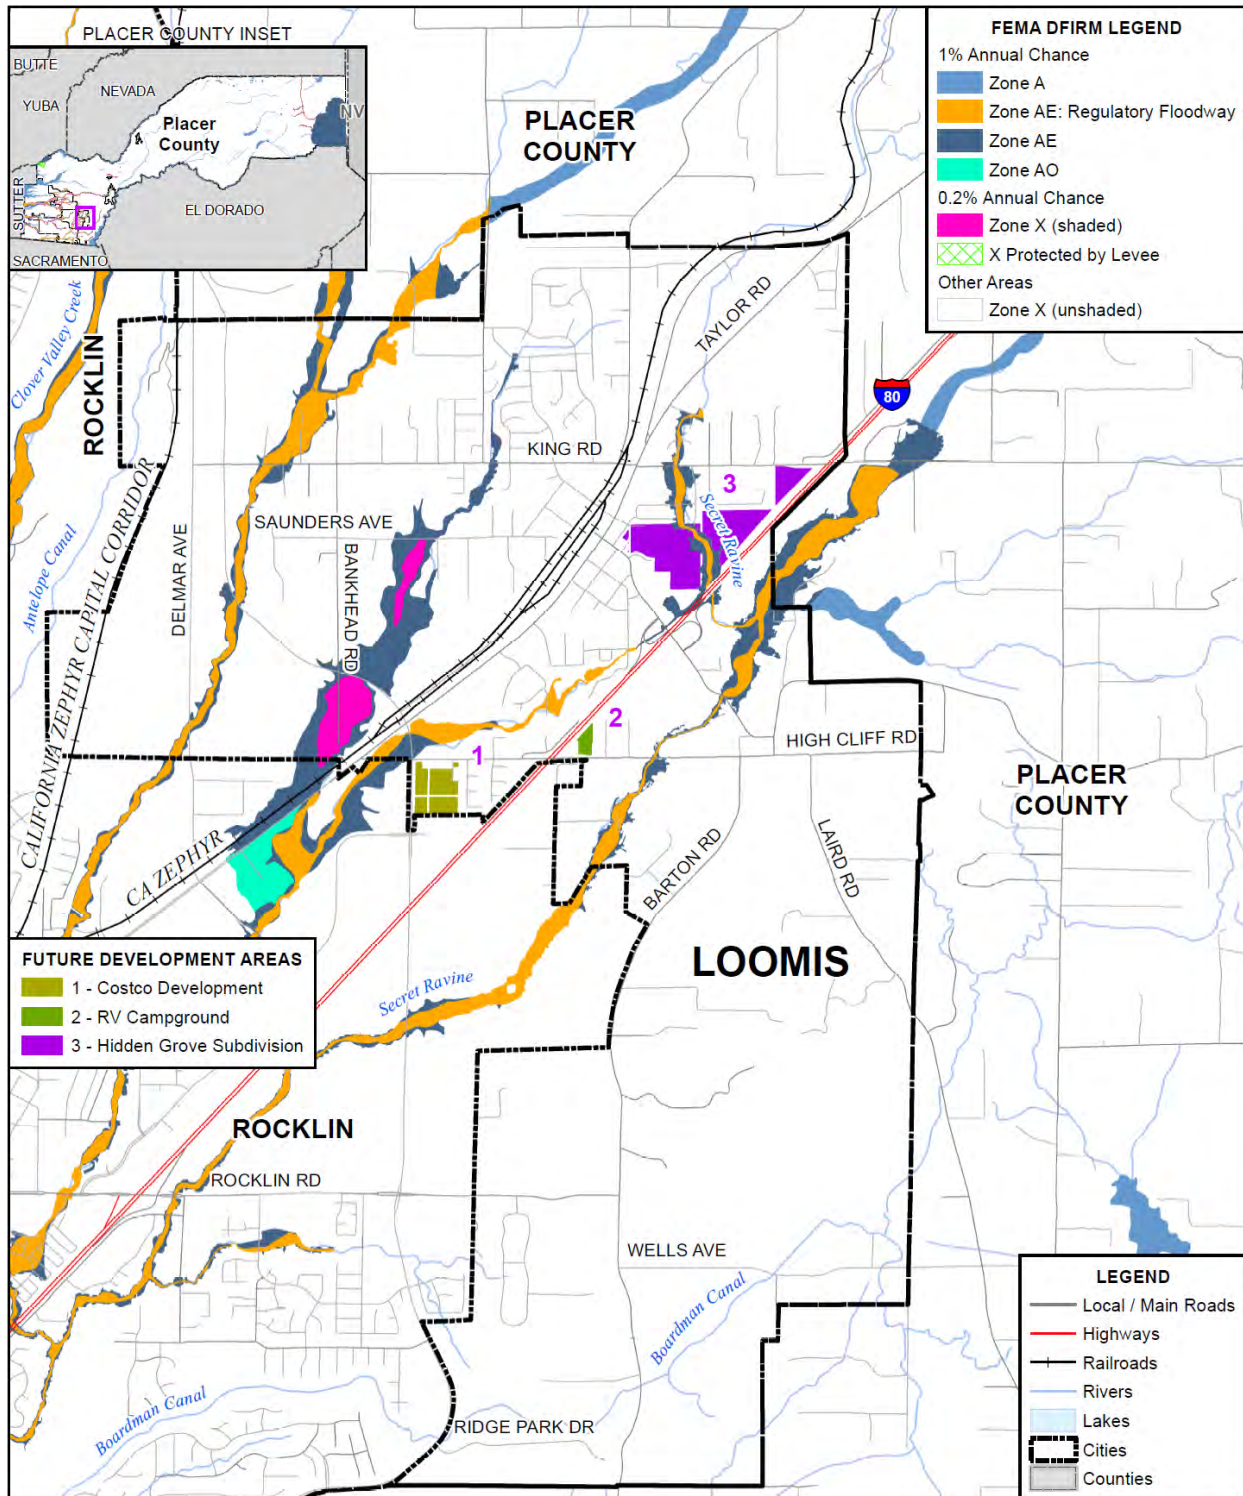 PLACER COUNTY INSET
BUTTE
YUBA
NEVADA
NV
Placer
County
SUTTER
EL DORADO
SACRAMENTO
FEMA DFIRM LEGEND
1% Annual Chance
Zone A
Zone AE: Regulatory Floodway
Zone AE
Zone AO
0.2% Annual Chance
Zone X (shaded)
X Protected by Levee
Other Areas
Zone X (unshaded)
PLACER
COUNTY
Clover Valley Creek
ROCKLIN
TAYLOR RD
80
KING RD
3
Secret Ravine
SAUNDERS AVE
Antelope Canal
DELMAR AVE
BANKHEAD RD
CALIFORNIA ZEPHYR CAPITAL CORRIDOR
2
1
HIGH CLIFF RD
PLACER
COUNTY
CA ZEPHYR
BARTON RD
LAIRD RD
LOOMIS
FUTURE DEVELOPMENT AREAS
1 - Costco Development
2 - RV Campground
3 - Hidden Grove Subdivision
Secret Ravine
ROCKLIN
ROCKLIN RD
WELLS AVE
Boardman Canal
Boardman Canal
RIDGE PARK DR
LEGEND
Local / Main Roads
Highways
Railroads
Rivers
Lakes
Cities
Counties